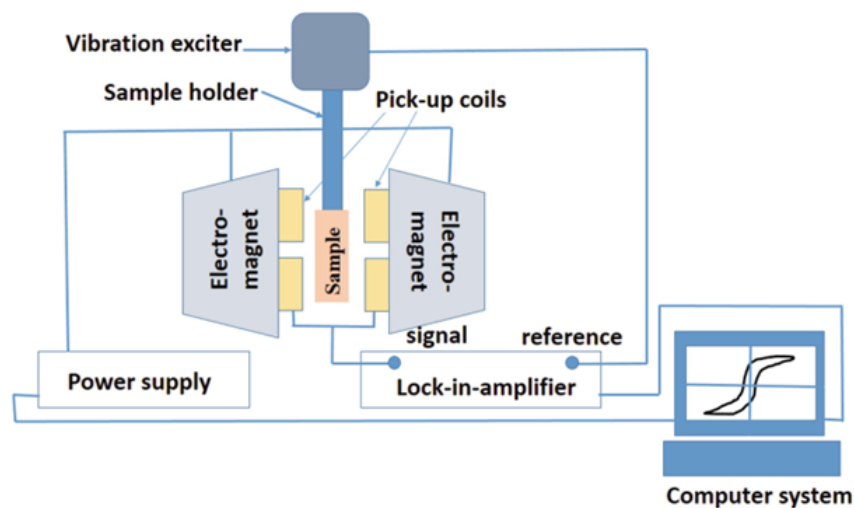 Vibration exciter
Sample holder
Pick-up coils
Electro-
magnet
Sample
Electro-
magnet
signal
reference
Power supply
Lock-in-amplifier
Computer system